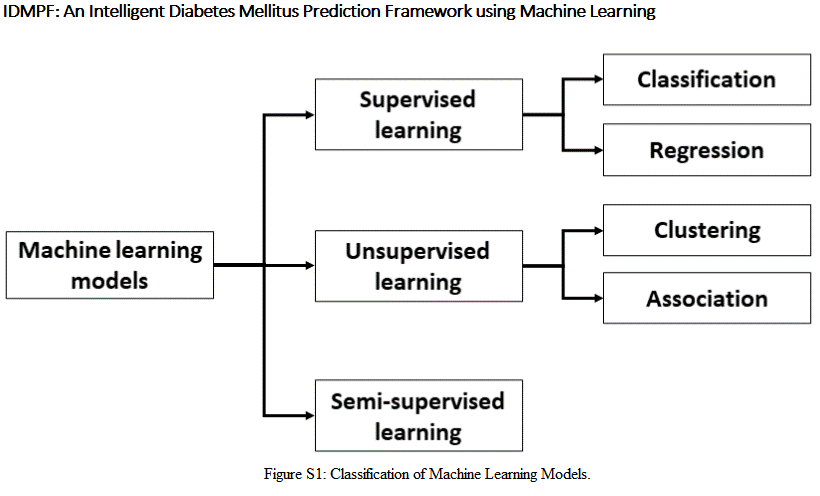 IDMPF: An Intelligent Diabetes Mellitus Prediction Framework using Machine Learning
Machine learning
models
Supervised
learning
Classification
Regression
Unsupervised
learning
Clustering
Association
Semi-supervised
learning
Figure S1: Classification of Machine Learning Models.